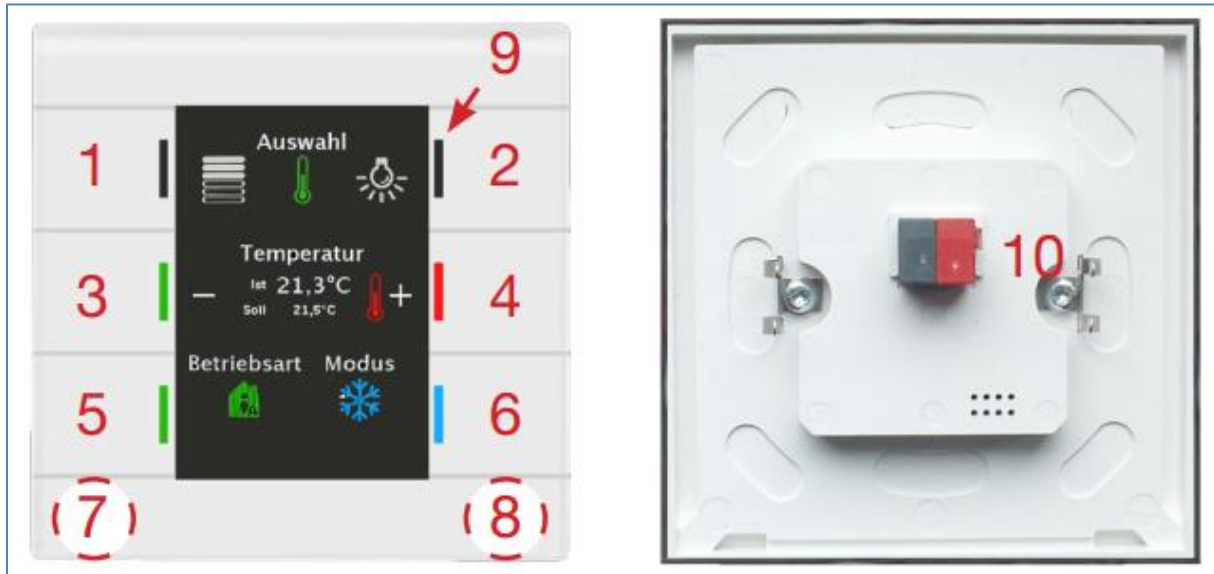 9
1
2
Auswahl
3
4
Temperatur
− Ist 21,3°C +
Soll 21,5°C
10
5
6
Betriebsart Modus
7
8